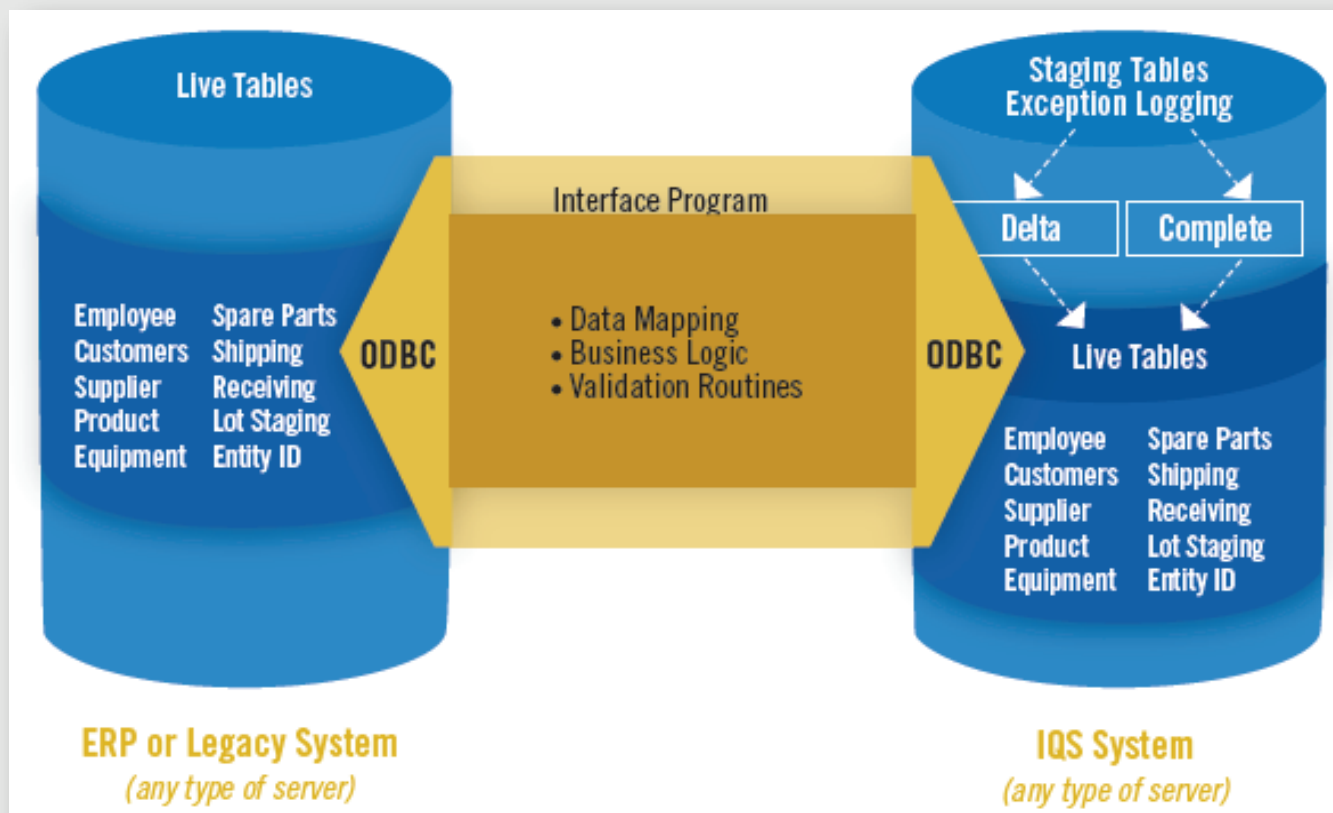 Live Tables
Employee
Customers
Supplier
Product
Equipment
Spare Parts
Shipping
Receiving
Lot Staging
Entity ID
ERP or Legacy System
(any type of server)
ODBC
Interface Program
• Data Mapping
• Business Logic
• Validation Routines
ODBC
Staging Tables
Exception Logging
Delta
Complete
Live Tables
Employee
Customers
Supplier
Product
Equipment
Spare Parts
Shipping
Receiving
Lot Staging
Entity ID
IQS System
(any type of server)